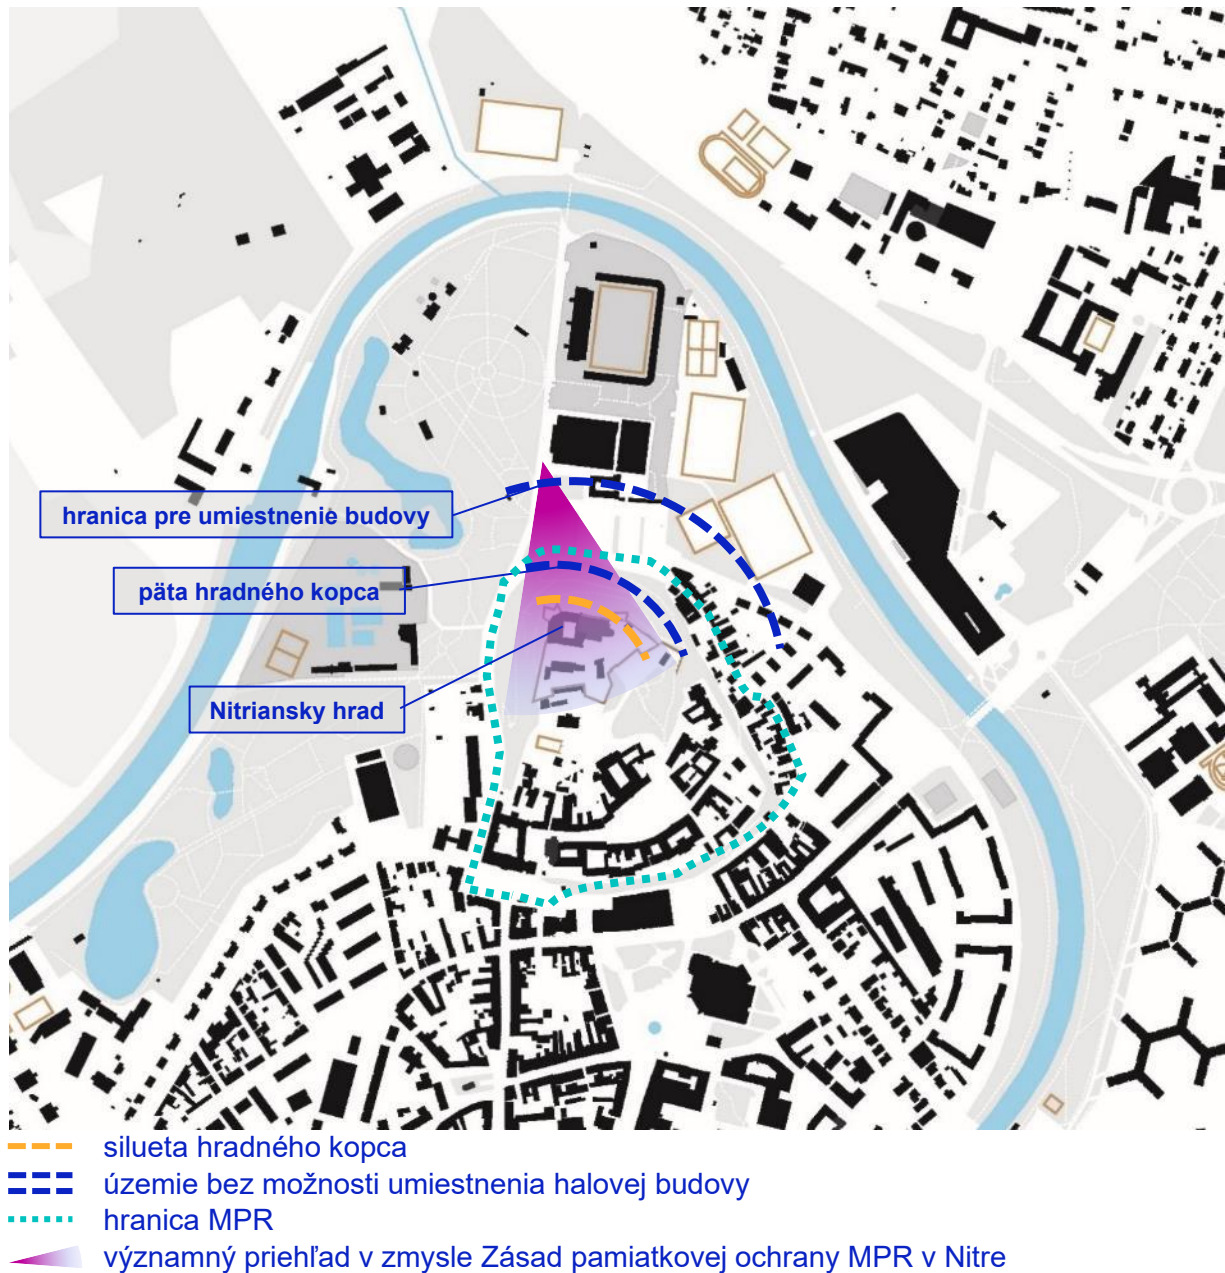 hranica pre umiestnenie budovy
päta hradného kopca
Nitriansky hrad
silueta hradného kopca
územie bez možnosti umiestnenia halovej budovy
hranica MPR
významný priehľad v zmysle Zásad pamiatkovej ochrany MPR v Nitre